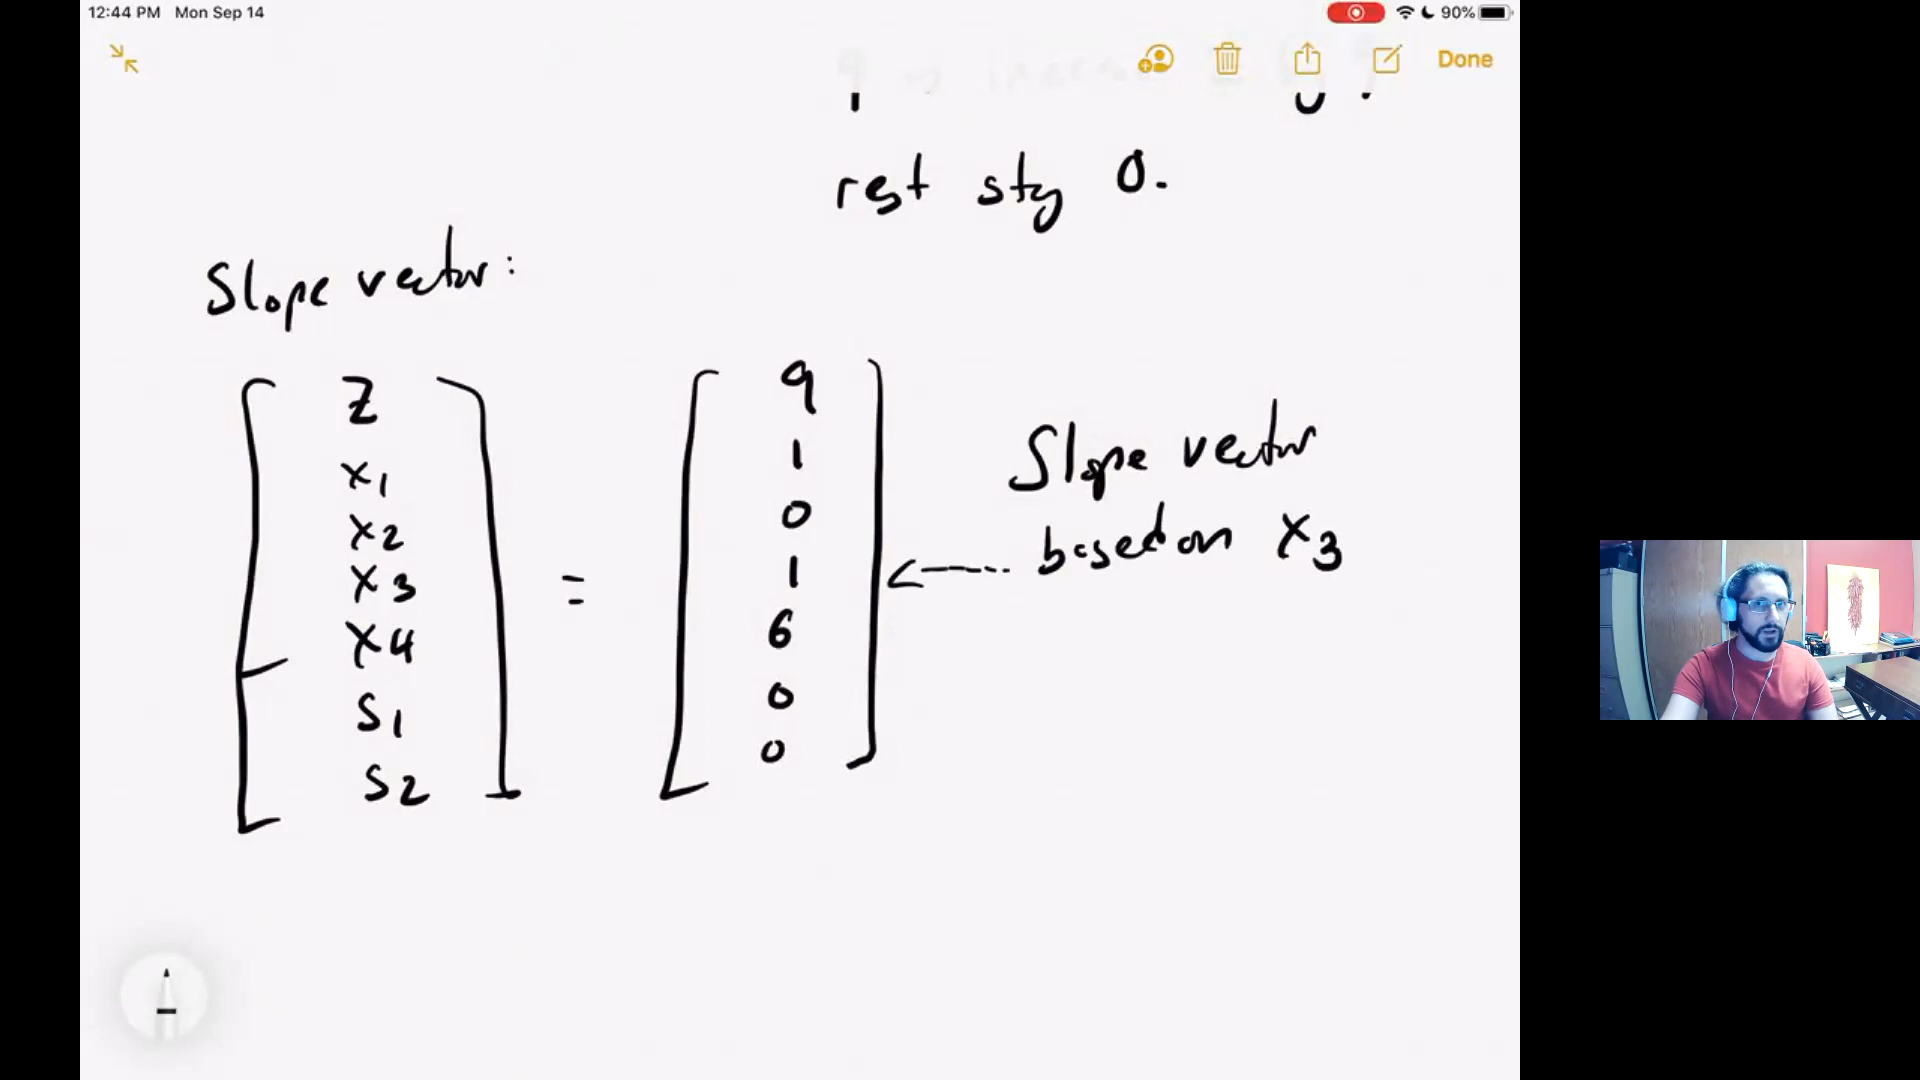 12:44 PM Mon Sep 14
90%
Done
rest sty 0.
Slope vector:
Z
x1
x2
x3
x4
s1
s2
=
9
1
0
1
6
0
0
Slope vector
based on x3